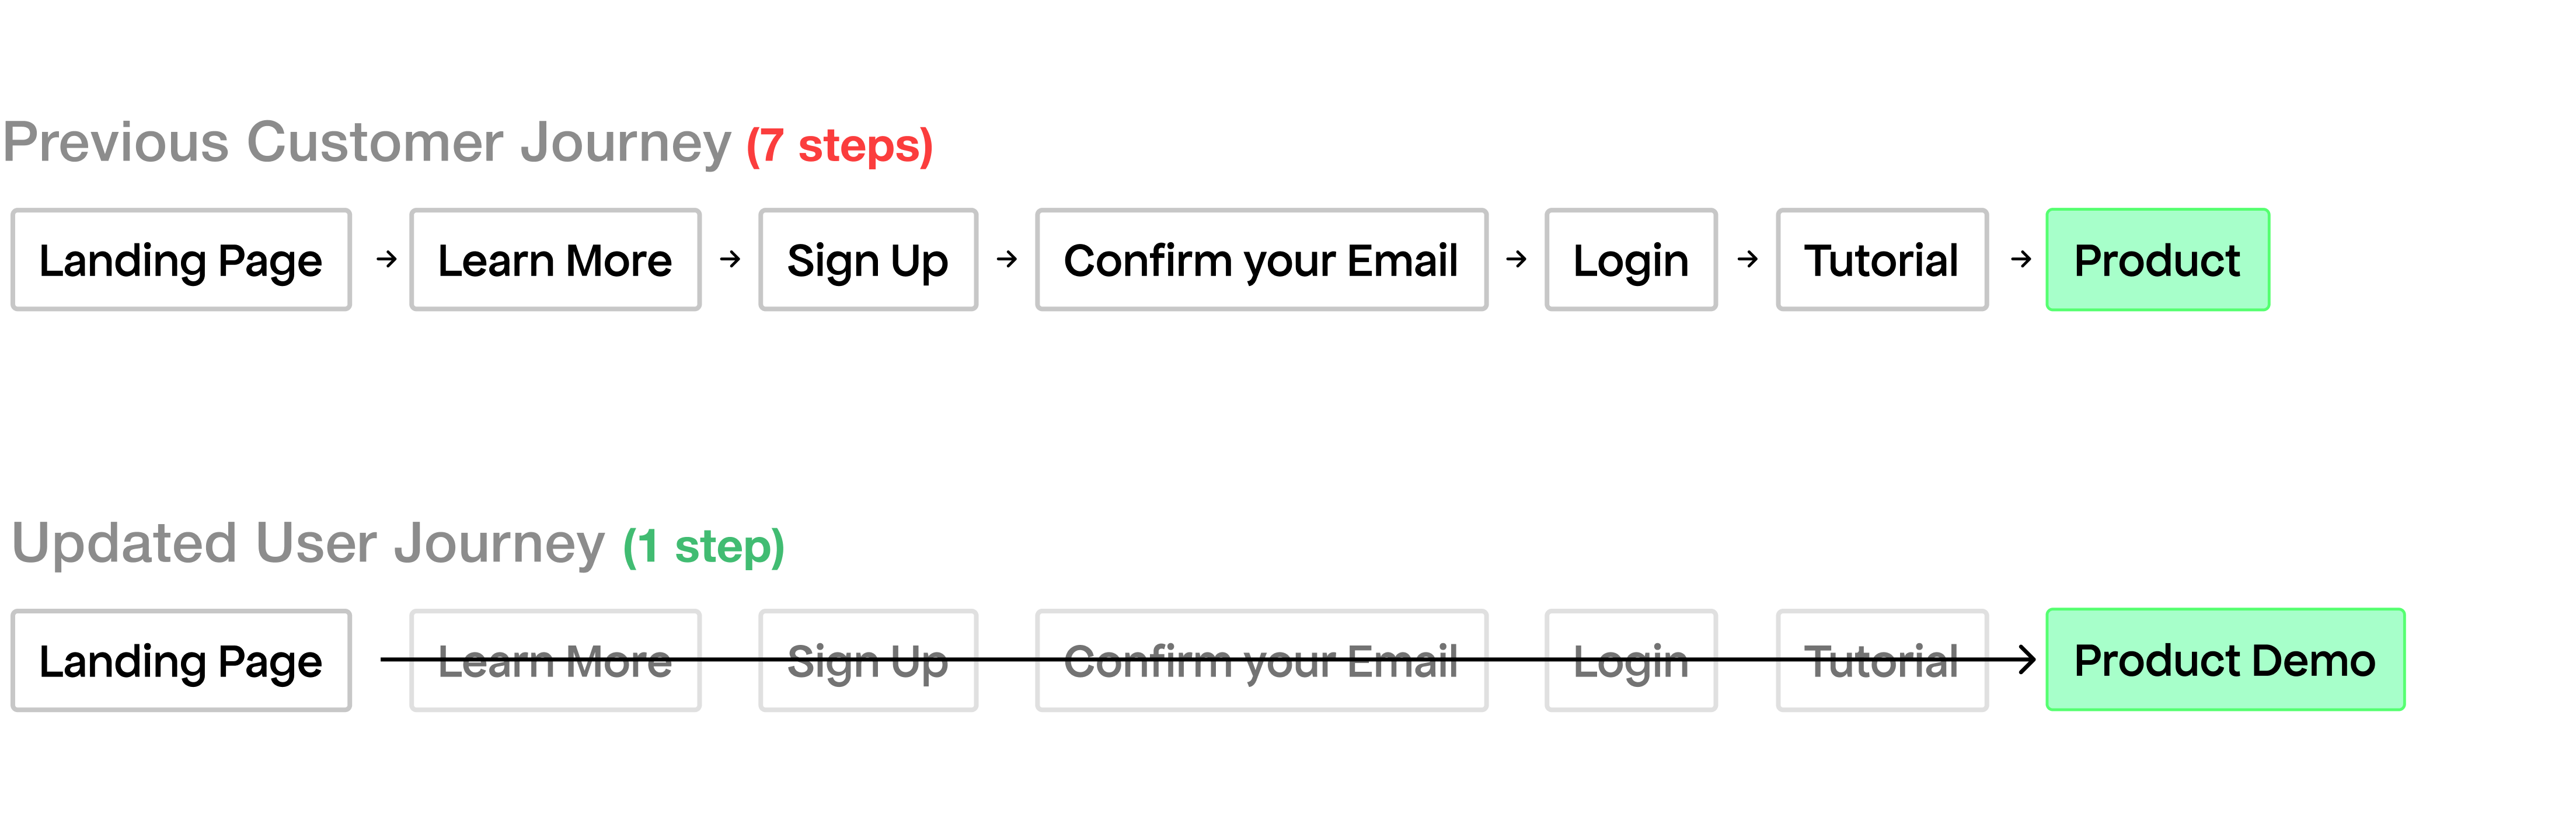 Previous Customer Journey (7 steps)
Landing Page → Learn More → Sign Up → Confirm your Email → Login → Tutorial → Product
Updated User Journey (1 step)
Landing Page Learn More Sign Up Confirm your Email Login Tutorial → Product Demo